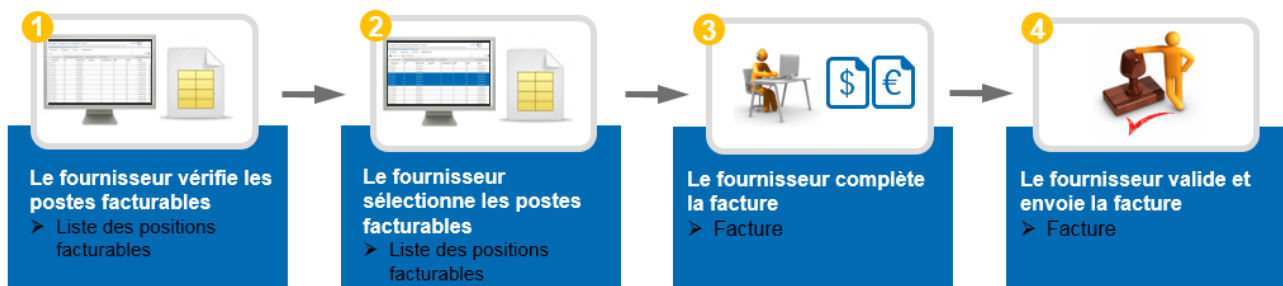 1
Le fournisseur vérifie les
postes facturables
➢ Liste des positions
facturables
2
Le fournisseur
sélectionne les postes
facturables
➢ Liste des positions
facturables
3
$ €
Le fournisseur complète
la facture
➢ Facture
4
Le fournisseur valide et
envoie la facture
➢ Facture